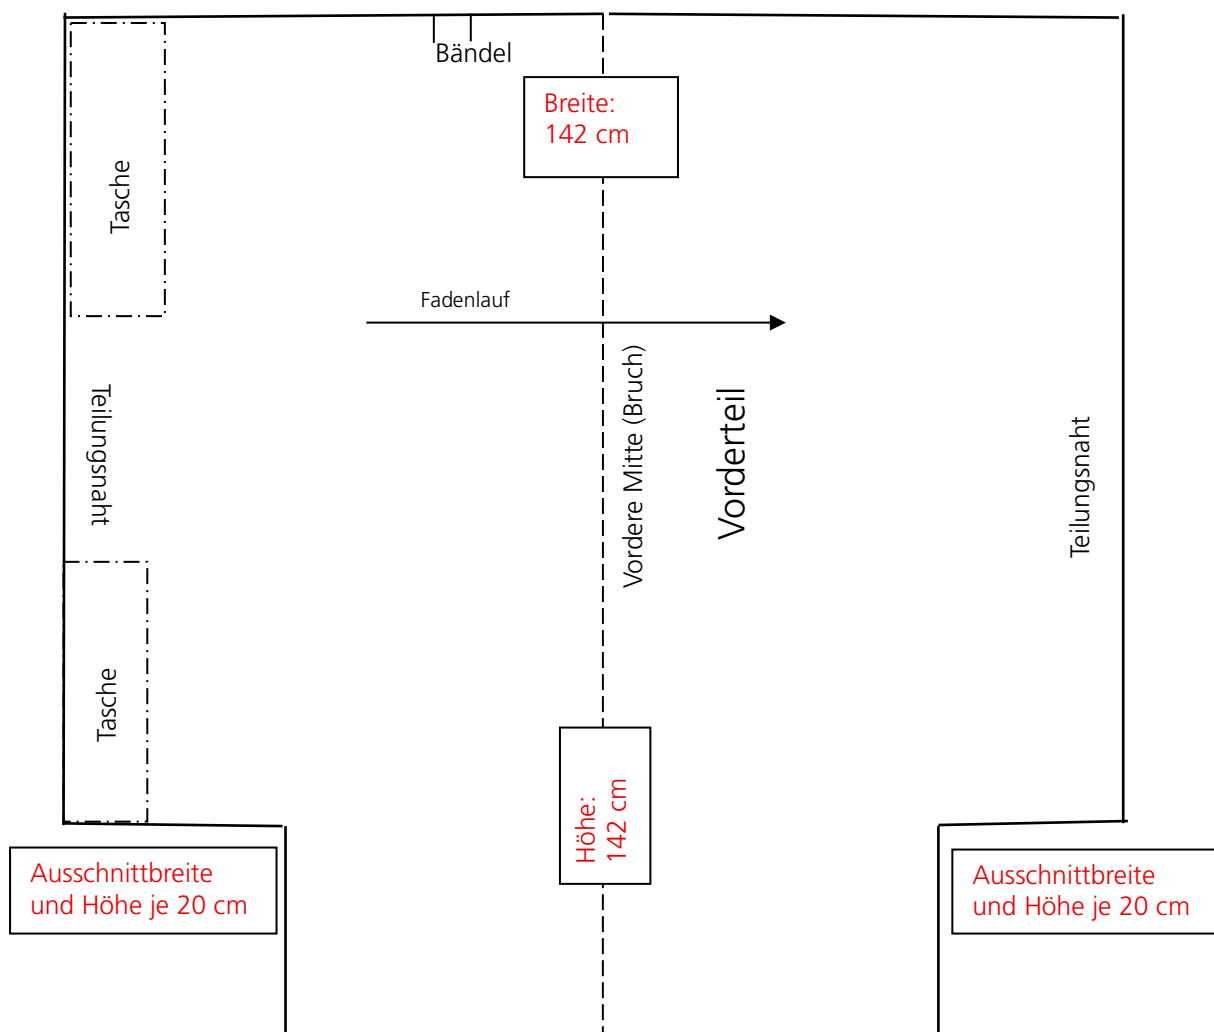 Bändel
Breite:
142 cm
Tasche
Fadenlauf
Teilungsnaht
Vordere Mitte (Bruch)
Vorderteil
Teilungsnaht
Tasche
Höhe:
142 cm
Ausschnittbreite
und Höhe je 20 cm
Ausschnittbreite
und Höhe je 20 cm